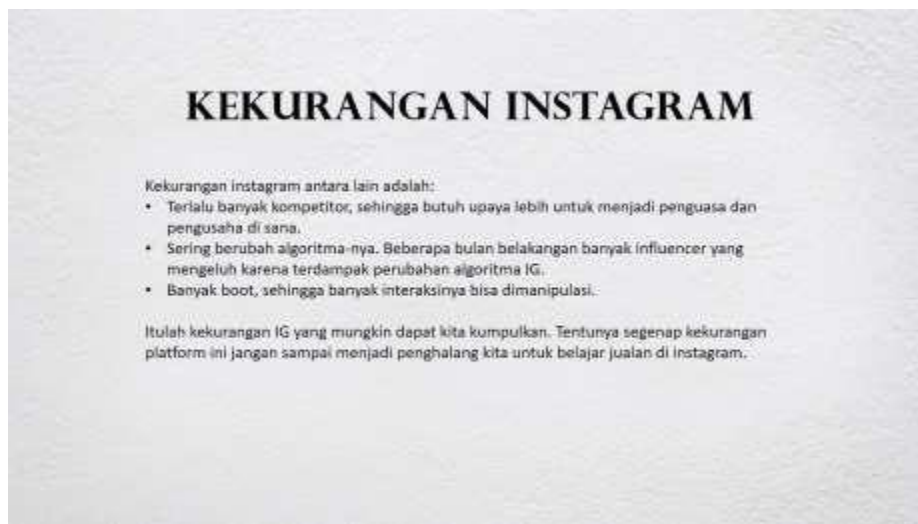 KEKURANGAN INSTAGRAM
Kekurangan instagram antara lain adalah:
• Terlalu banyak kompetitor, sehingga butuh upaya lebih untuk menjadi penguasa dan
pengusaha di sana.
• Sering berubah algoritma-nya. Beberapa bulan belakangan banyak influencer yang
mengeluh karena terdampak perubahan algoritma IG.
• Banyak boot, sehingga banyak interaksinya bisa dimanipulasi.
Itulah kekurangan IG yang mungkin dapat kita kumpulkan. Tentunya segenap kekurangan
platform ini jangan sampai menjadi penghalang kita untuk belajar jualan di instagram.